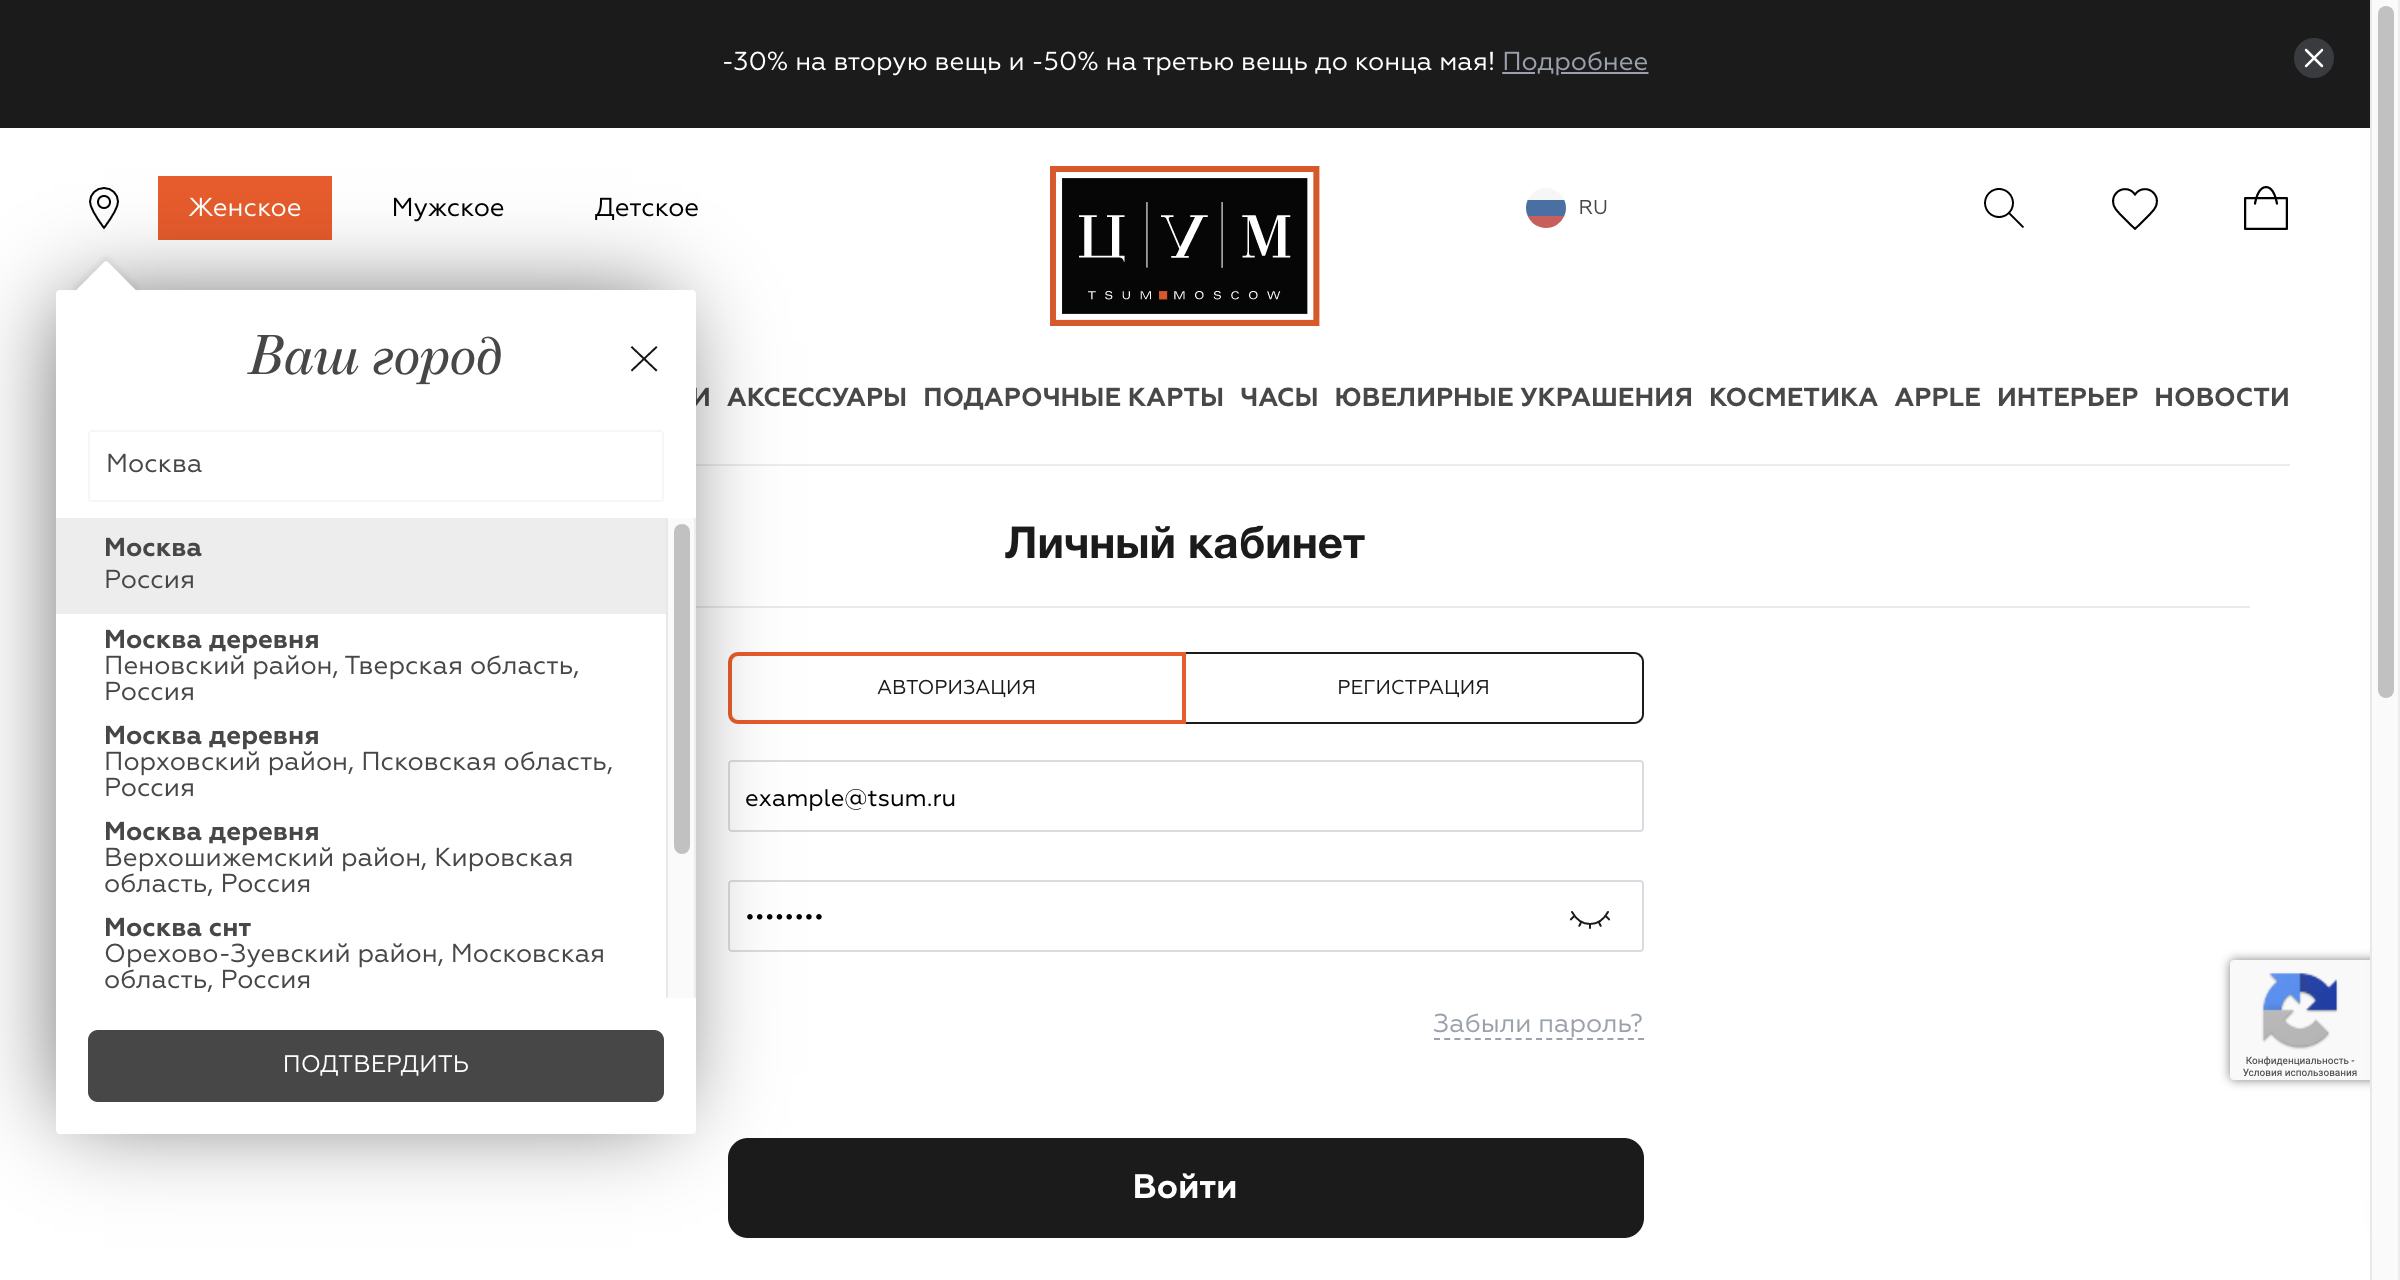 -30% на вторую вещь и -50% на третью вещь до конца мая! Подробнее
Женское
Мужское
Детское
Ц У М
TSUM MOSCOW
RU
И АКСЕССУАРЫ ПОДАРОЧНЫЕ КАРТЫ ЧАСЫ ЮВЕЛИРНЫЕ УКРАШЕНИЯ КОСМЕТИКА APPLE ИНТЕРЬЕР НОВОСТИ
Ваш город
Москва
Москва
Россия
Москва деревня
Пеновский район, Тверская область,
Россия
Москва деревня
Порховский район, Псковская область,
Россия
Москва деревня
Верхошижемский район, Кировская
область, Россия
Москва снт
Орехово-Зуевский район, Московская
область, Россия
ПОДТВЕРДИТЬ
Личный кабинет
АВТОРИЗАЦИЯ
РЕГИСТРАЦИЯ
example@tsum.ru
••••••••
Забыли пароль?
Войти
Конфиденциальность -
Условия использования